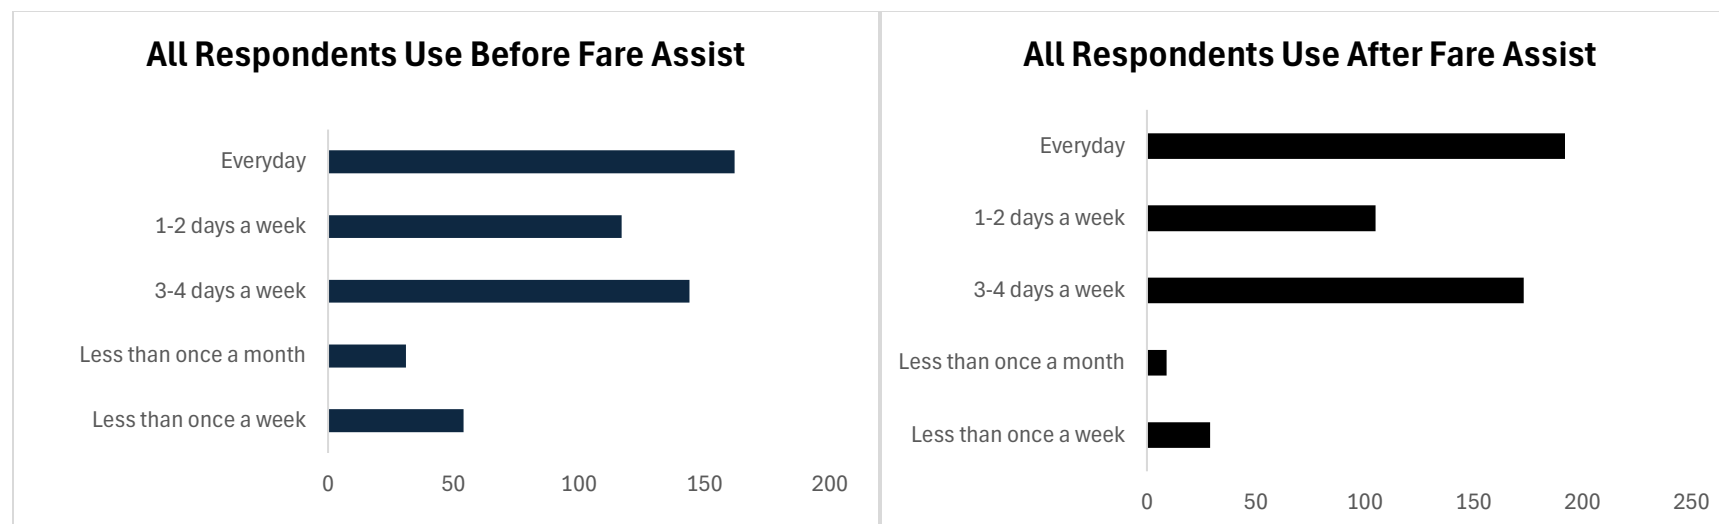 All Respondents Use Before Fare Assist
Everyday
1-2 days a week
3-4 days a week
Less than once a month
Less than once a week
0 50 100 150 200
All Respondents Use After Fare Assist
Everyday
1-2 days a week
3-4 days a week
Less than once a month
Less than once a week
0 50 100 150 200 250